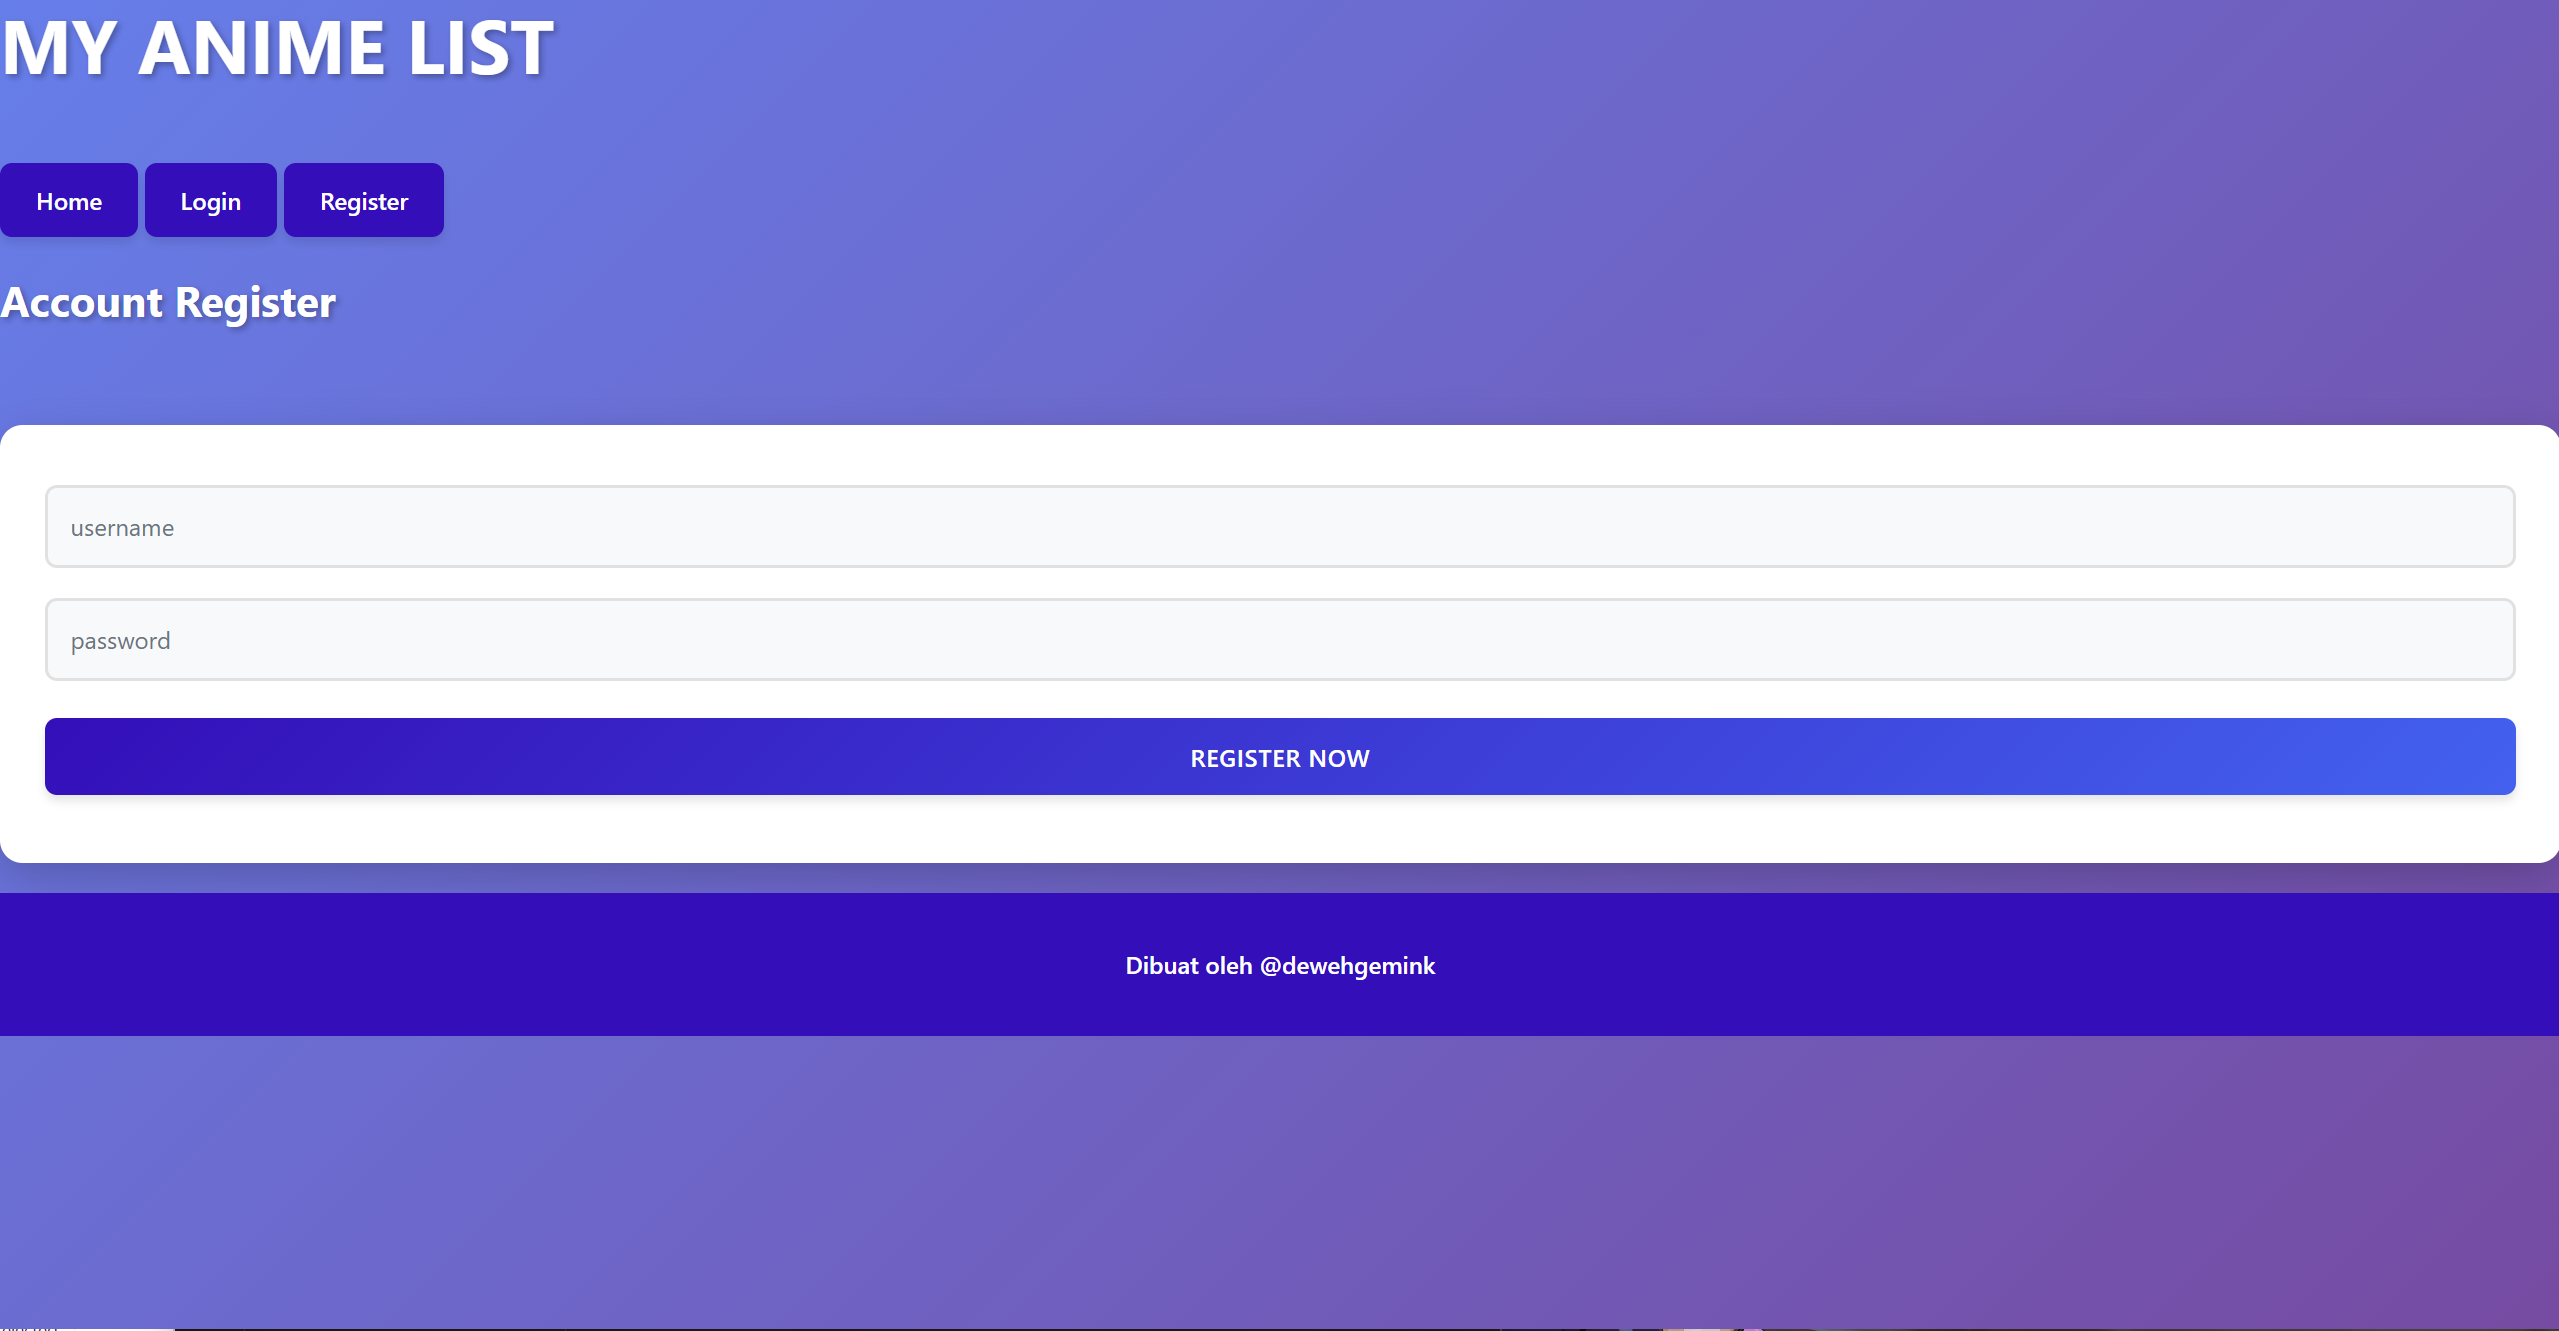 MY ANIME LIST
Home Login Register
Account Register
username
password
REGISTER NOW
Dibuat oleh @dewehgemink